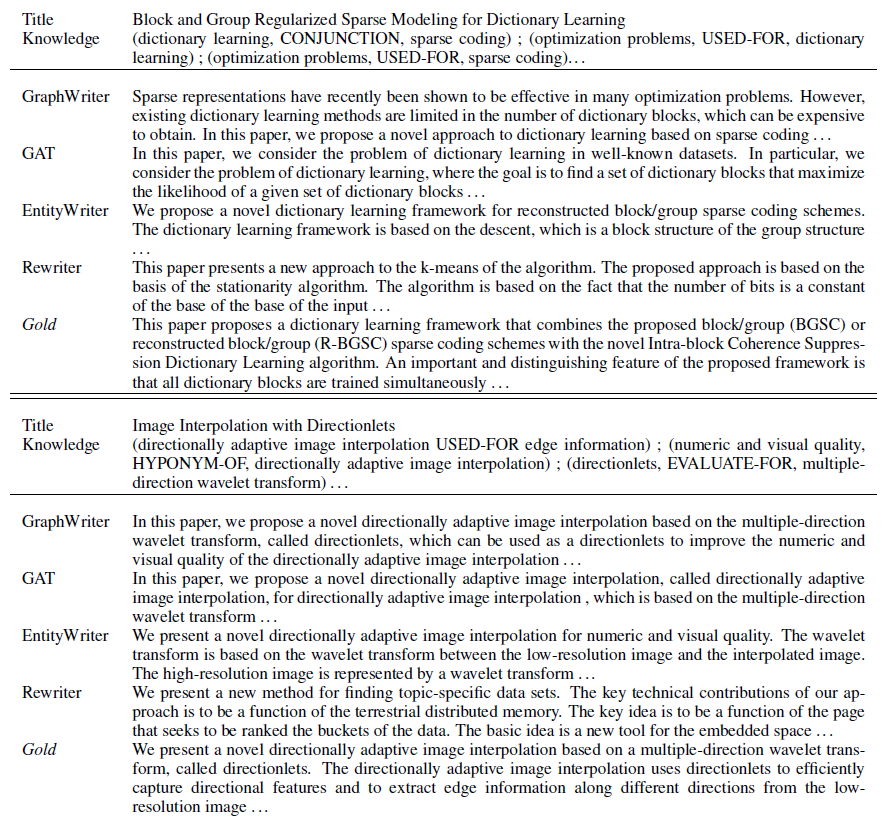 Title Block and Group Regularized Sparse Modeling for Dictionary Learning
Knowledge (dictionary learning, CONJUNCTION, sparse coding) ; (optimization problems, USED-FOR, dictionary
learning) ; (optimization problems, USED-FOR, sparse coding)...
GraphWriter Sparse representations have recently been shown to be effective in many optimization problems. However,
existing dictionary learning methods are limited in the number of dictionary blocks, which can be expensive
to obtain. In this paper, we propose a novel approach to dictionary learning based on sparse coding ...
GAT In this paper, we consider the problem of dictionary learning in well-known datasets. In particular, we
consider the problem of dictionary learning, where the goal is to find a set of dictionary blocks that maximize
the likelihood of a given set of dictionary blocks ...
EntityWriter We propose a novel dictionary learning framework for reconstructed block/group sparse coding schemes.
The dictionary learning framework is based on the descent, which is a block structure of the group structure
...
Rewriter This paper presents a new approach to the k-means of the algorithm. The proposed approach is based on the
basis of the stationarity algorithm. The algorithm is based on the fact that the number of bits is a constant
of the base of the base of the input ...
Gold This paper proposes a dictionary learning framework that combines the proposed block/group (BGSC) or
reconstructed block/group (R-BGSC) sparse coding schemes with the novel Intra-block Coherence Suppres-
sion Dictionary Learning algorithm. An important and distinguishing feature of the proposed framework is
that all dictionary blocks are trained simultaneously ...
Title Image Interpolation with Directionlets
Knowledge (directionally adaptive image interpolation USED-FOR edge information) ; (numeric and visual quality,
HYPONYM-OF, directionally adaptive image interpolation) ; (directionlets, EVALUATE-FOR, multiple-
direction wavelet transform) ...
GraphWriter In this paper, we propose a novel directionally adaptive image interpolation based on the multiple-direction
wavelet transform, called directionlets, which can be used as a directionlets to improve the numeric and
visual quality of the directionally adaptive image interpolation ...
GAT In this paper, we propose a novel directionally adaptive image interpolation, called directionally adaptive
image interpolation, for directionally adaptive image interpolation , which is based on the multiple-direction
wavelet transform ...
EntityWriter We present a novel directionally adaptive image interpolation for numeric and visual quality. The wavelet
transform is based on the wavelet transform between the low-resolution image and the interpolated image.
The high-resolution image is represented by a wavelet transform ...
Rewriter We present a new method for finding topic-specific data sets. The key technical contributions of our ap-
proach is to be a function of the terrestrial distributed memory. The key idea is to be a function of the page
that seeks to be ranked the buckets of the data. The basic idea is a new tool for the embedded space ...
Gold We present a novel directionally adaptive image interpolation based on a multiple-direction wavelet trans-
form, called directionlets. The directionally adaptive image interpolation uses directionlets to efficiently
capture directional features and to extract edge information along different directions from the low-
resolution image ...